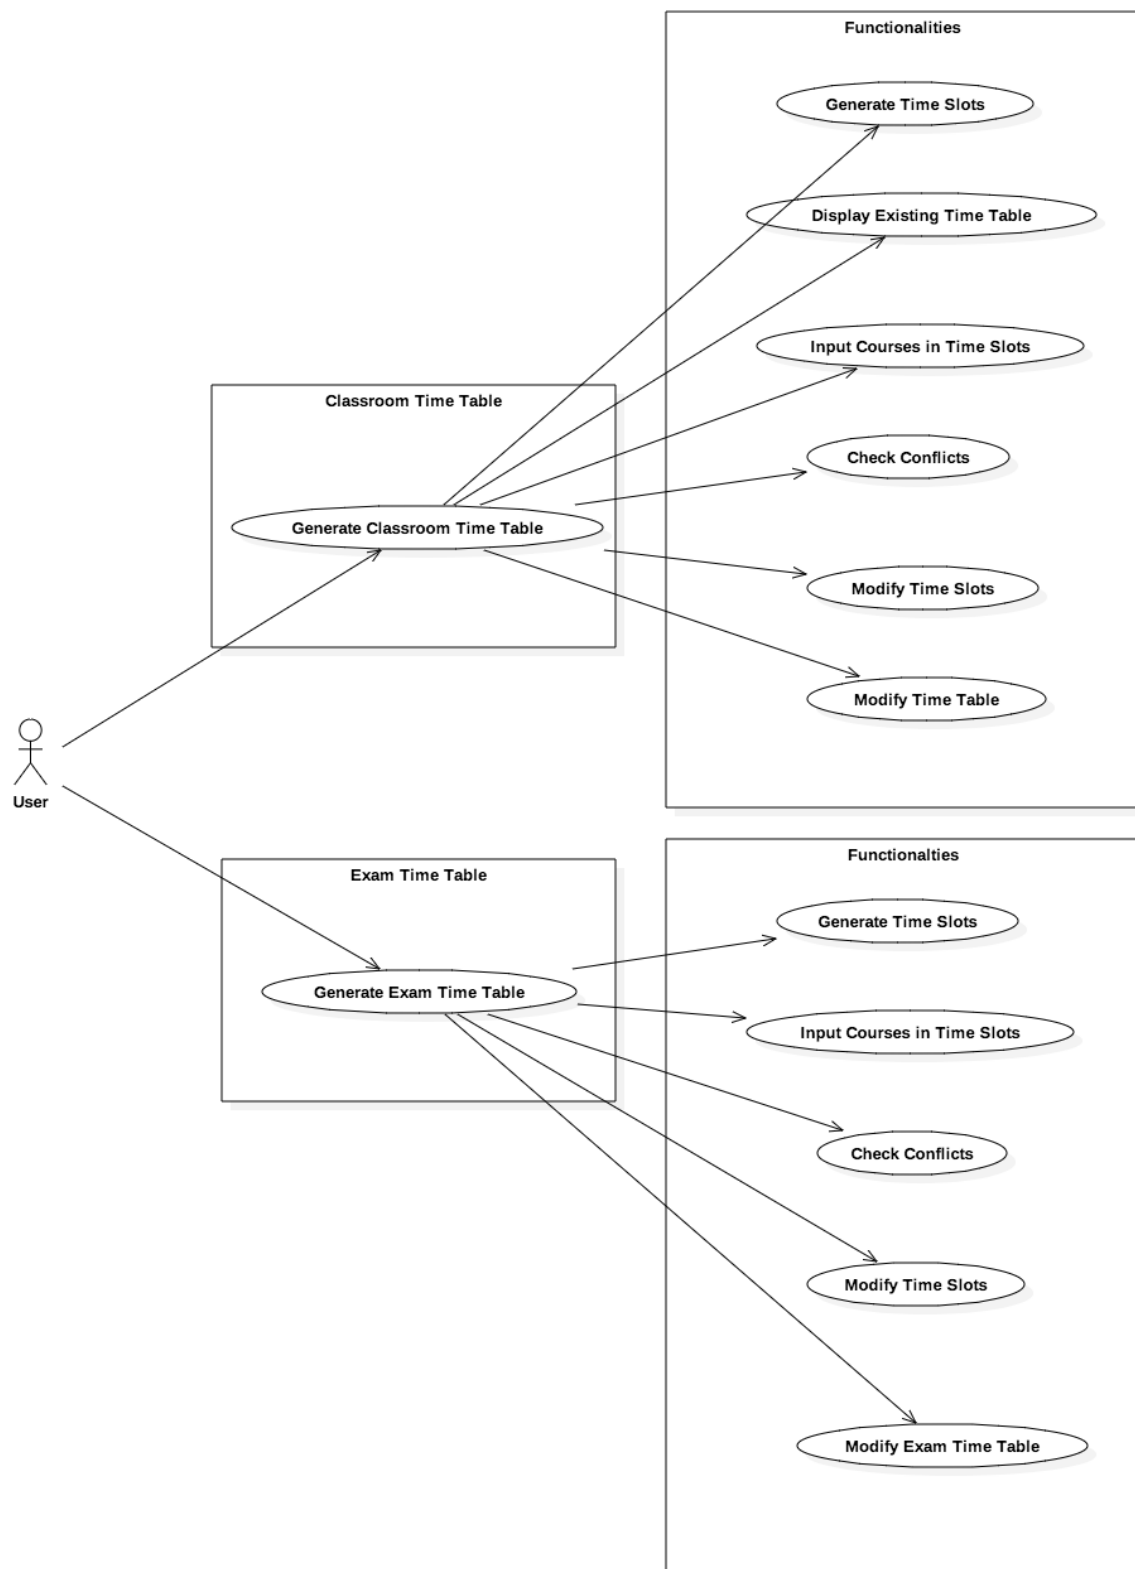 Functionalities
Generate Time Slots
Display Existing Time Table
Input Courses in Time Slots
Classroom Time Table
Check Conflicts
Generate Classroom Time Table
Modify Time Slots
Modify Time Table
User
Functionalties
Exam Time Table
Generate Time Slots
Generate Exam Time Table
Input Courses in Time Slots
Check Conflicts
Modify Time Slots
Modify Exam Time Table